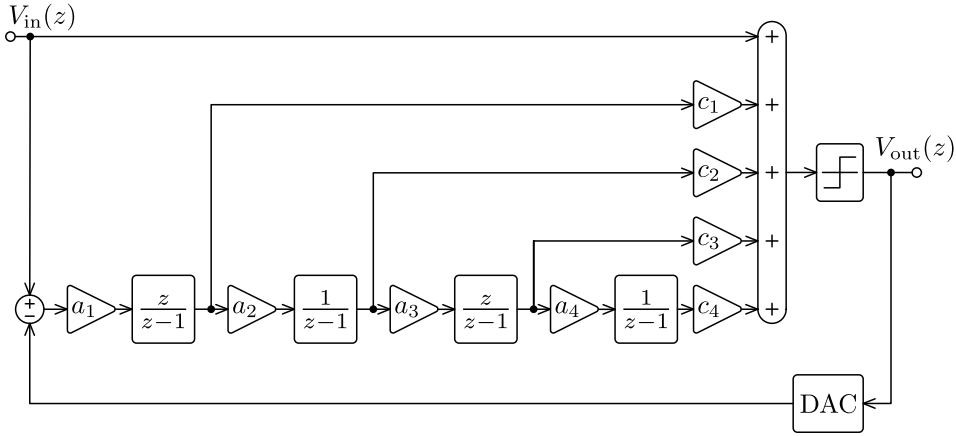 V_in(z)
+
c_1 +
V_out(z)
c_2 +
c_3 +
+
−
a_1 z/(z−1) a_2 1/(z−1) a_3 z/(z−1) a_4 1/(z−1) c_4 +
DAC